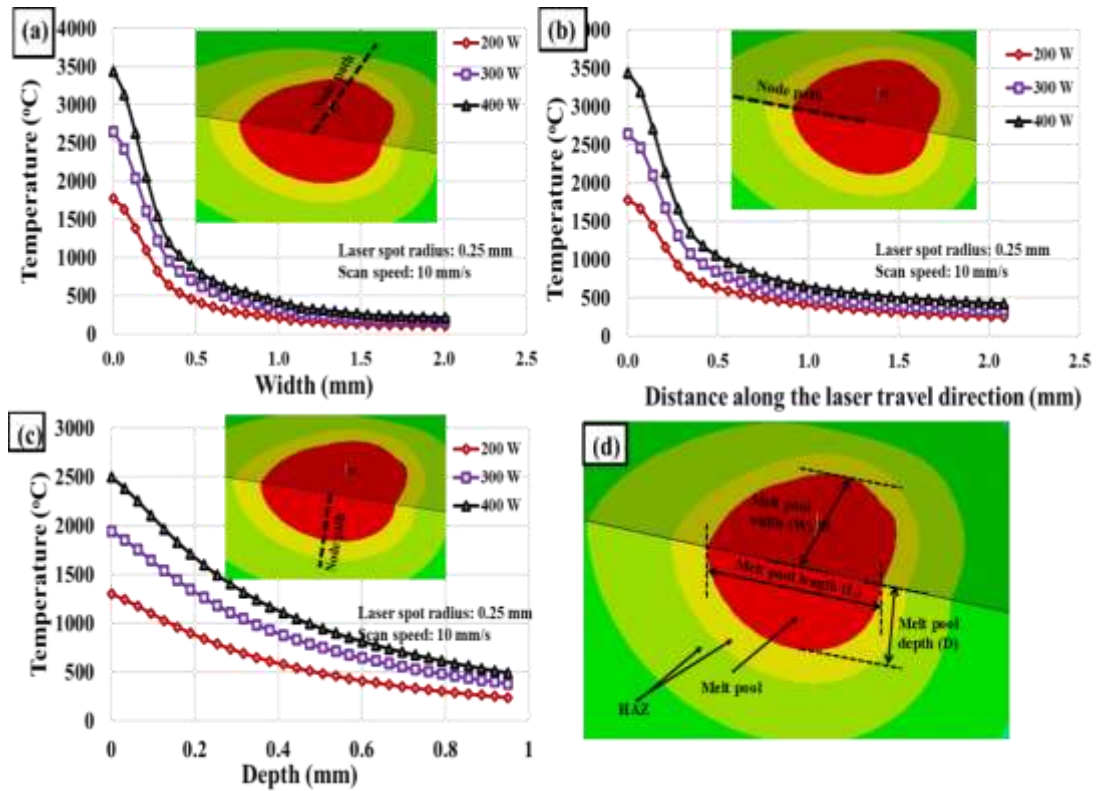 (a)
4000
3500
3000
2500
2000
1500
1000
500
0
Temperature (°C)
0.0 0.5 1.0 1.5 2.0 2.5
Width (mm)
200 W
300 W
400 W
Node path
Laser spot radius: 0.25 mm
Scan speed: 10 mm/s
(b)
4000
3500
3000
2500
2000
1500
1000
500
0
Temperature (°C)
0.0 0.5 1.0 1.5 2.0 2.5
Distance along the laser travel direction (mm)
200 W
300 W
400 W
Node path
Laser spot radius: 0.25 mm
Scan speed: 10 mm/s
(c)
3000
2500
2000
1500
1000
500
0
Temperature (°C)
0 0.2 0.4 0.6 0.8 1
Depth (mm)
200 W
300 W
400 W
Node path
Laser spot radius: 0.25 mm
Scan speed: 10 mm/s
(d)
Melt pool
width (W)
Melt pool length (L)
Melt pool
depth (D)
Melt pool
HAZ